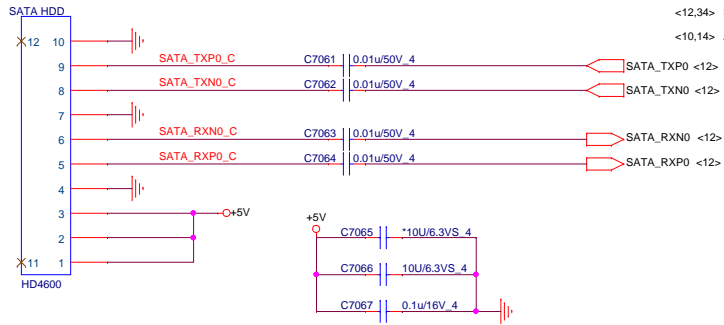 SATA HDD
<12,34>
12 10
<10,14>
9 SATA_TXP0_C C7061 0.01u/50V_4 SATA_TXP0 <12>
8 SATA_TXN0_C C7062 0.01u/50V_4 SATA_TXN0 <12>
7
6 SATA_RXN0_C C7063 0.01u/50V_4 SATA_RXN0 <12>
5 SATA_RXP0_C C7064 0.01u/50V_4 SATA_RXP0 <12>
4
3 +5V
+5V
2 C7065 *10U/6.3VS_4
11 1
C7066 10U/6.3VS_4
HD4600
C7067 0.1u/16V_4